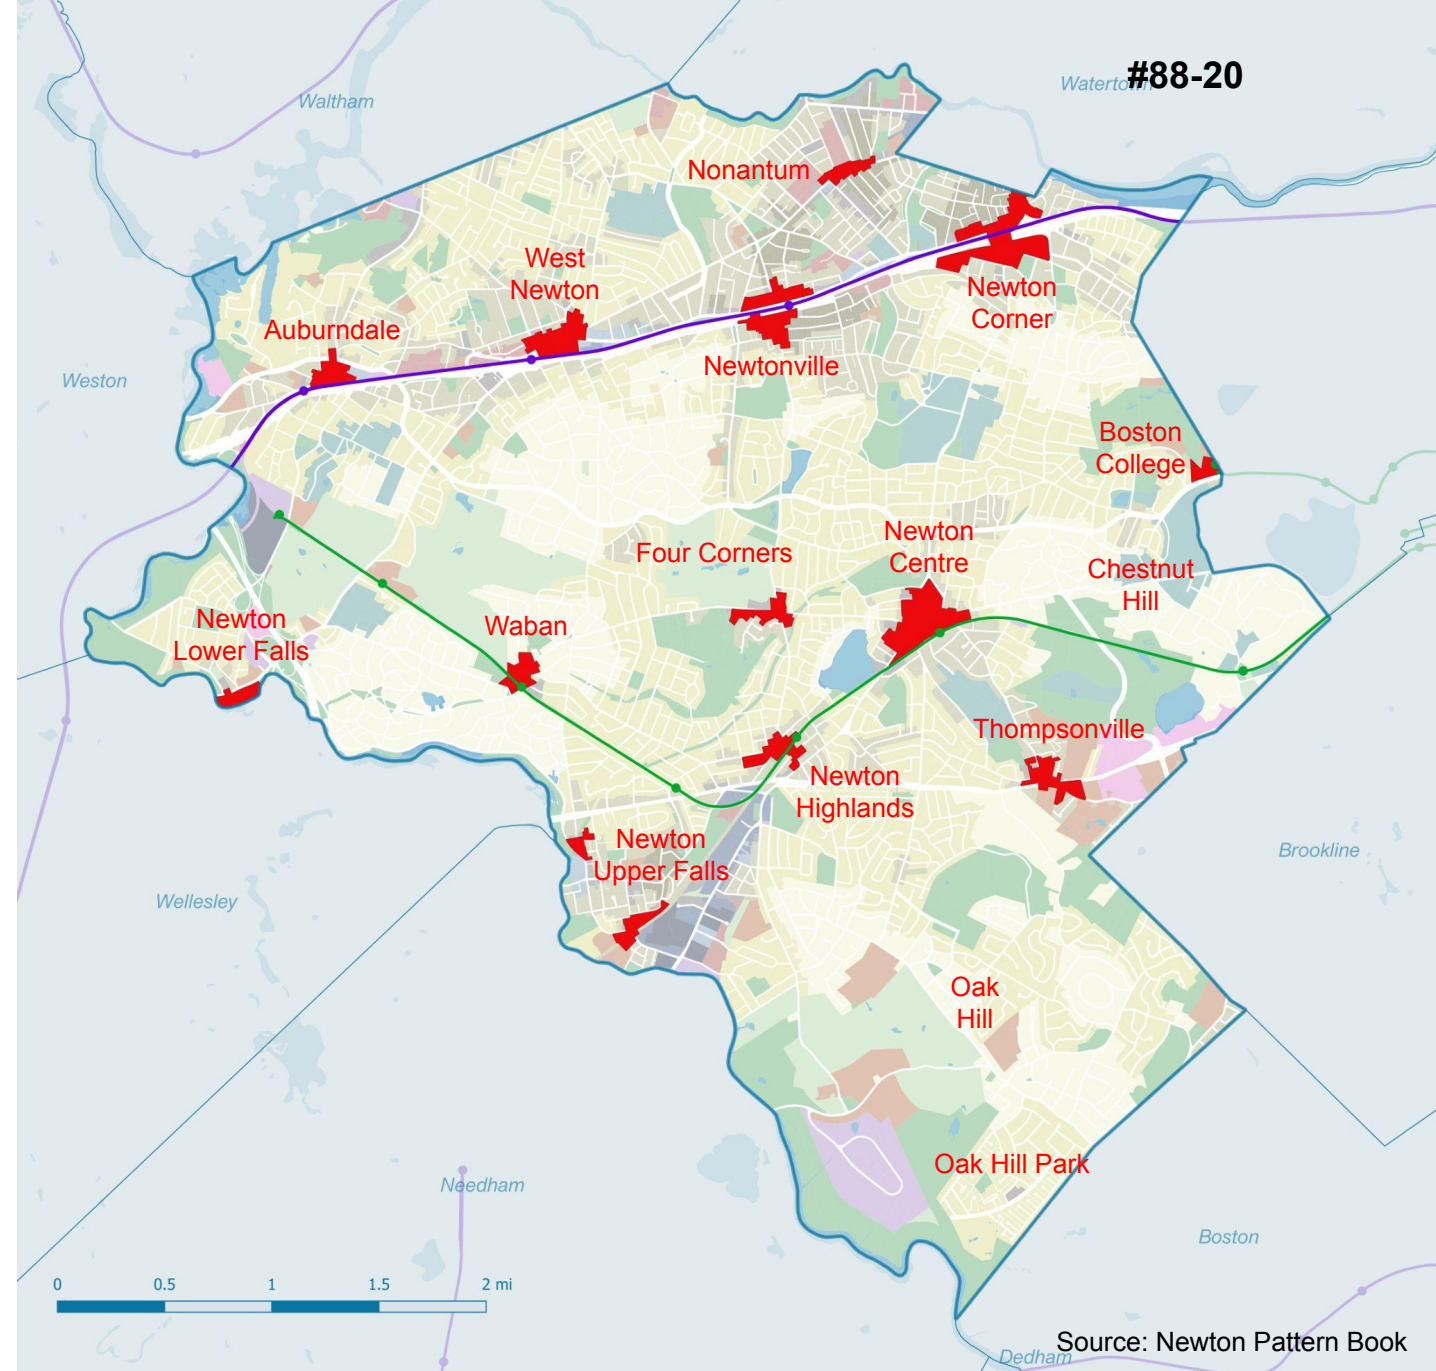 #88-20
Watertown
Waltham
Nonantum
West
Newton
Newton
Corner
Auburndale
Newtonville
Weston
Boston
College
Newton
Centre
Four Corners
Chestnut
Hill
Newton
Lower Falls
Waban
Thompsonville
Newton
Highlands
Newton
Upper Falls
Brookline
Wellesley
Oak
Hill
Oak Hill Park
Needham
Boston
0 0.5 1 1.5 2 mi
Source: Newton Pattern Book
Dedham